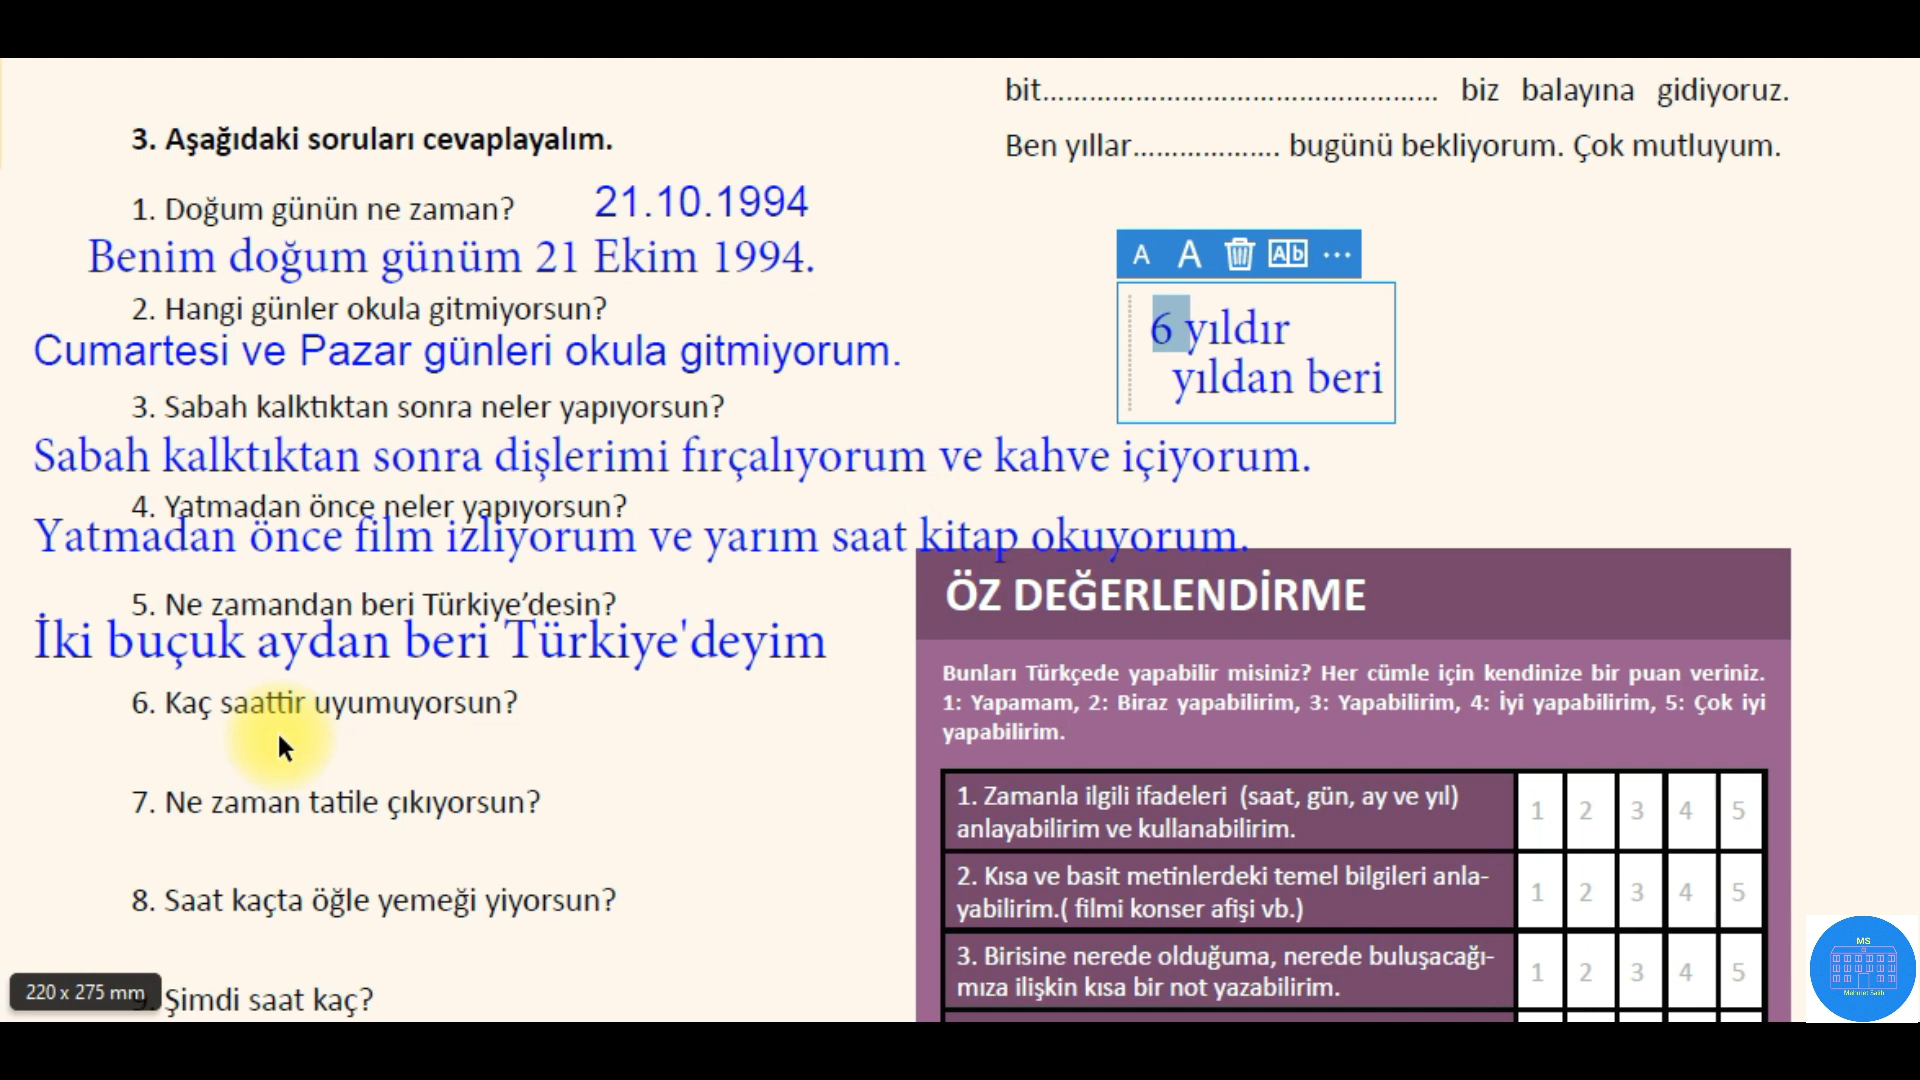 bit................................................... biz balayına gidiyoruz.
Ben yıllar................... bugünü bekliyorum. Çok mutluyum.
3. Aşağıdaki soruları cevaplayalım.
1. Doğum günün ne zaman? 21.10.1994
Benim doğum günüm 21 Ekim 1994.
2. Hangi günler okula gitmiyorsun?
Cumartesi ve Pazar günleri okula gitmiyorum.
3. Sabah kalktıktan sonra neler yapıyorsun?
Sabah kalktıktan sonra dişlerimi fırçalıyorum ve kahve içiyorum.
4. Yatmadan önce neler yapıyorsun?
Yatmadan önce film izliyorum ve yarım saat kitap okuyorum.
5. Ne zamandan beri Türkiye'desin?
İki buçuk aydan beri Türkiye'deyim
6. Kaç saattir uyumuyorsun?
7. Ne zaman tatile çıkıyorsun?
8. Saat kaçta öğle yemeği yiyorsun?
9. Şimdi saat kaç?
220 x 275 mm
A A Ab ...
6 yıldır
yıldan beri
ÖZ DEĞERLENDİRME
Bunları Türkçede yapabilir misiniz? Her cümle için kendinize bir puan veriniz.
1: Yapamam, 2: Biraz yapabilirim, 3: Yapabilirim, 4: İyi yapabilirim, 5: Çok iyi
yapabilirim.
1. Zamanla ilgili ifadeleri (saat, gün, ay ve yıl)
anlayabilirim ve kullanabilirim.
1 2 3 4 5
2. Kısa ve basit metinlerdeki temel bilgileri anla-
yabilirim.( filmi konser afişi vb.)
1 2 3 4 5
3. Birisine nerede olduğuma, nerede buluşacağı-
mıza ilişkin kısa bir not yazabilirim.
1 2 3 4 5
MS
Mehmet Salih